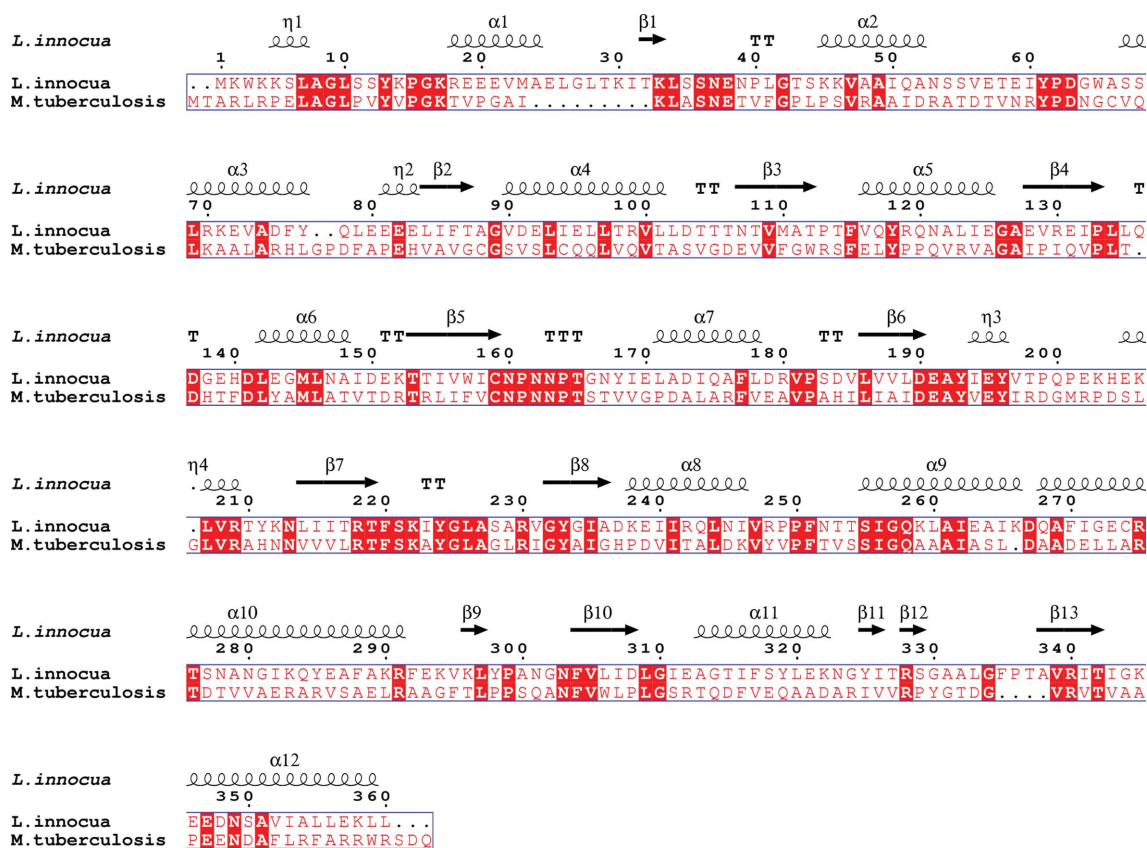 η1 α1 β1 TT α2
L.innocua
1 10 20 30 40 50 60
L.innocua ..MKWKKSLAGLSSYKPGKREEEVMAELGLTKITKLSSNENPLGTSKKVAAIQANSSVETEIYPDGWASS
M.tuberculosis MTARLRPELAGLPVYVPGKTVPGAI.........KLASNETVFGPLPSVRAAIDRATDTVNRYPDNGCVQ
α3 η2 β2 α4 TT β3 α5 β4 T
L.innocua
70 80 90 100 110 120 130
L.innocua LRKEVADFY..QLEEEELIFTAGVDELIELLTRVLLDTTTNTVMATPTFVQYRQNALIEGAEVREIPLLQ
M.tuberculosis LKAALARHLGPDFAPEHVAVGCGSVSLCQQLVQVTASVGDEVVFGWRSFELYPPQVRVAGAIPIQVPLT.
T α6 TT β5 TTT α7 TT β6 η3
L.innocua
140 150 160 170 180 190 200
L.innocua DGEHDLEGMLNAIDEKTTIVWICNPNNPTGNYIELADIQAFLDRVPSDVLVVLDEAYIEYVTPQPEKHEK
M.tuberculosis DHTFDLYAMLATVTDRTRLIFVCNPNNPTSTVVGPDALARFVEAVPAHILIAIDEAYVEYIRDGMRPDSL
η4 β7 TT β8 α8 α9
L.innocua .
210 220 230 240 250 260 270
L.innocua .LVRTYKNLIITRTFSKIYGLASARVGYGIADKEIIRQLNIVRPPFNTTSIGQKLAIEAIKDQAFIGECR
M.tuberculosis GLVRAHNNVVVLRTFSKAYGLAGLRIGYAIGHPDVITALDKVYVPFTVSSIGQAAAIASL.DAADELLAR
α10 β9 β10 α11 β11 β12 β13
L.innocua
280 290 300 310 320 330 340
L.innocua TSNANGIKQYEAFAKRFEKVKLYPANGNFVLIDLGIEAGTIFSYLEKNGYITRSGAALGFPTAVRITIGK
M.tuberculosis TDTVVAERARVSAELRAAGFTLPPSQANFVWLPLGSRTQDFVEQAADARIVVRPYGTDG....VRVTVAA
α12
L.innocua
350 360
L.innocua EEDNSAVIALLEKLL...
M.tuberculosis PEENDAFLRFARRWRSDQ